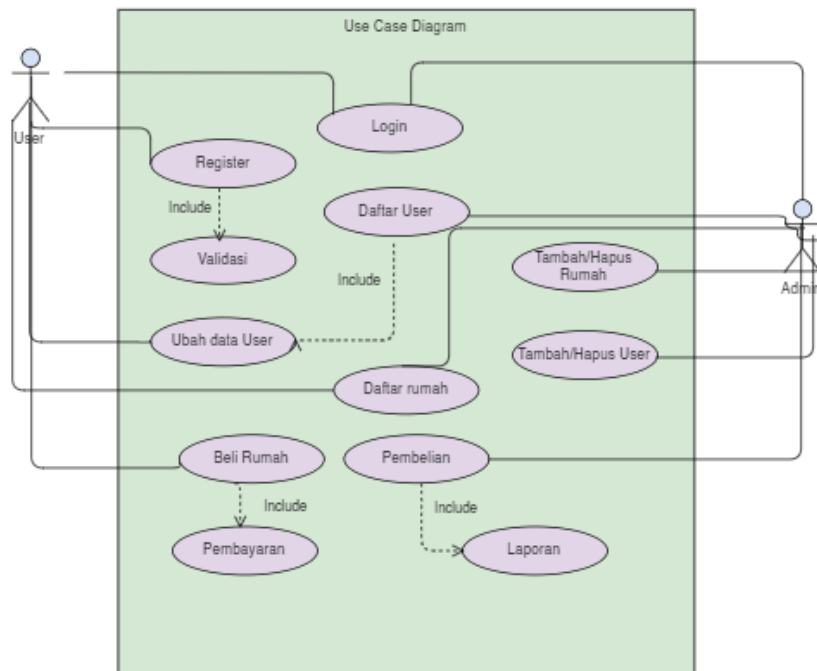 Use Case Diagram
User
Login
Register
Include
Daftar User
Validasi
Include
Tambah/Hapus
Rumah
Admin
Ubah data User
Tambah/Hapus User
Daftar rumah
Beli Rumah
Pembelian
Include
Include
Pembayaran
Laporan